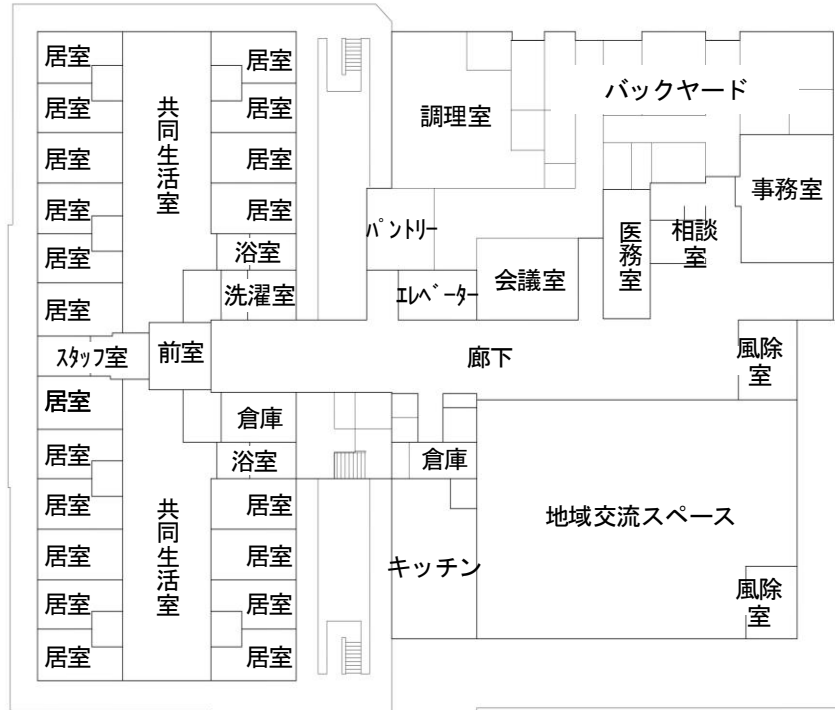 居室
居室
居室
居室
居室
居室
共同生活室
居室
居室
居室
居室
浴室
洗濯室
調理室
バックヤード
パントリー
エレベーター
会議室
医務室
相談室
事務室
スタッフ室
前室
廊下
風除室
居室
居室
居室
居室
居室
居室
共同生活室
倉庫
浴室
居室
居室
居室
居室
倉庫
キッチン
地域交流スペース
風除室